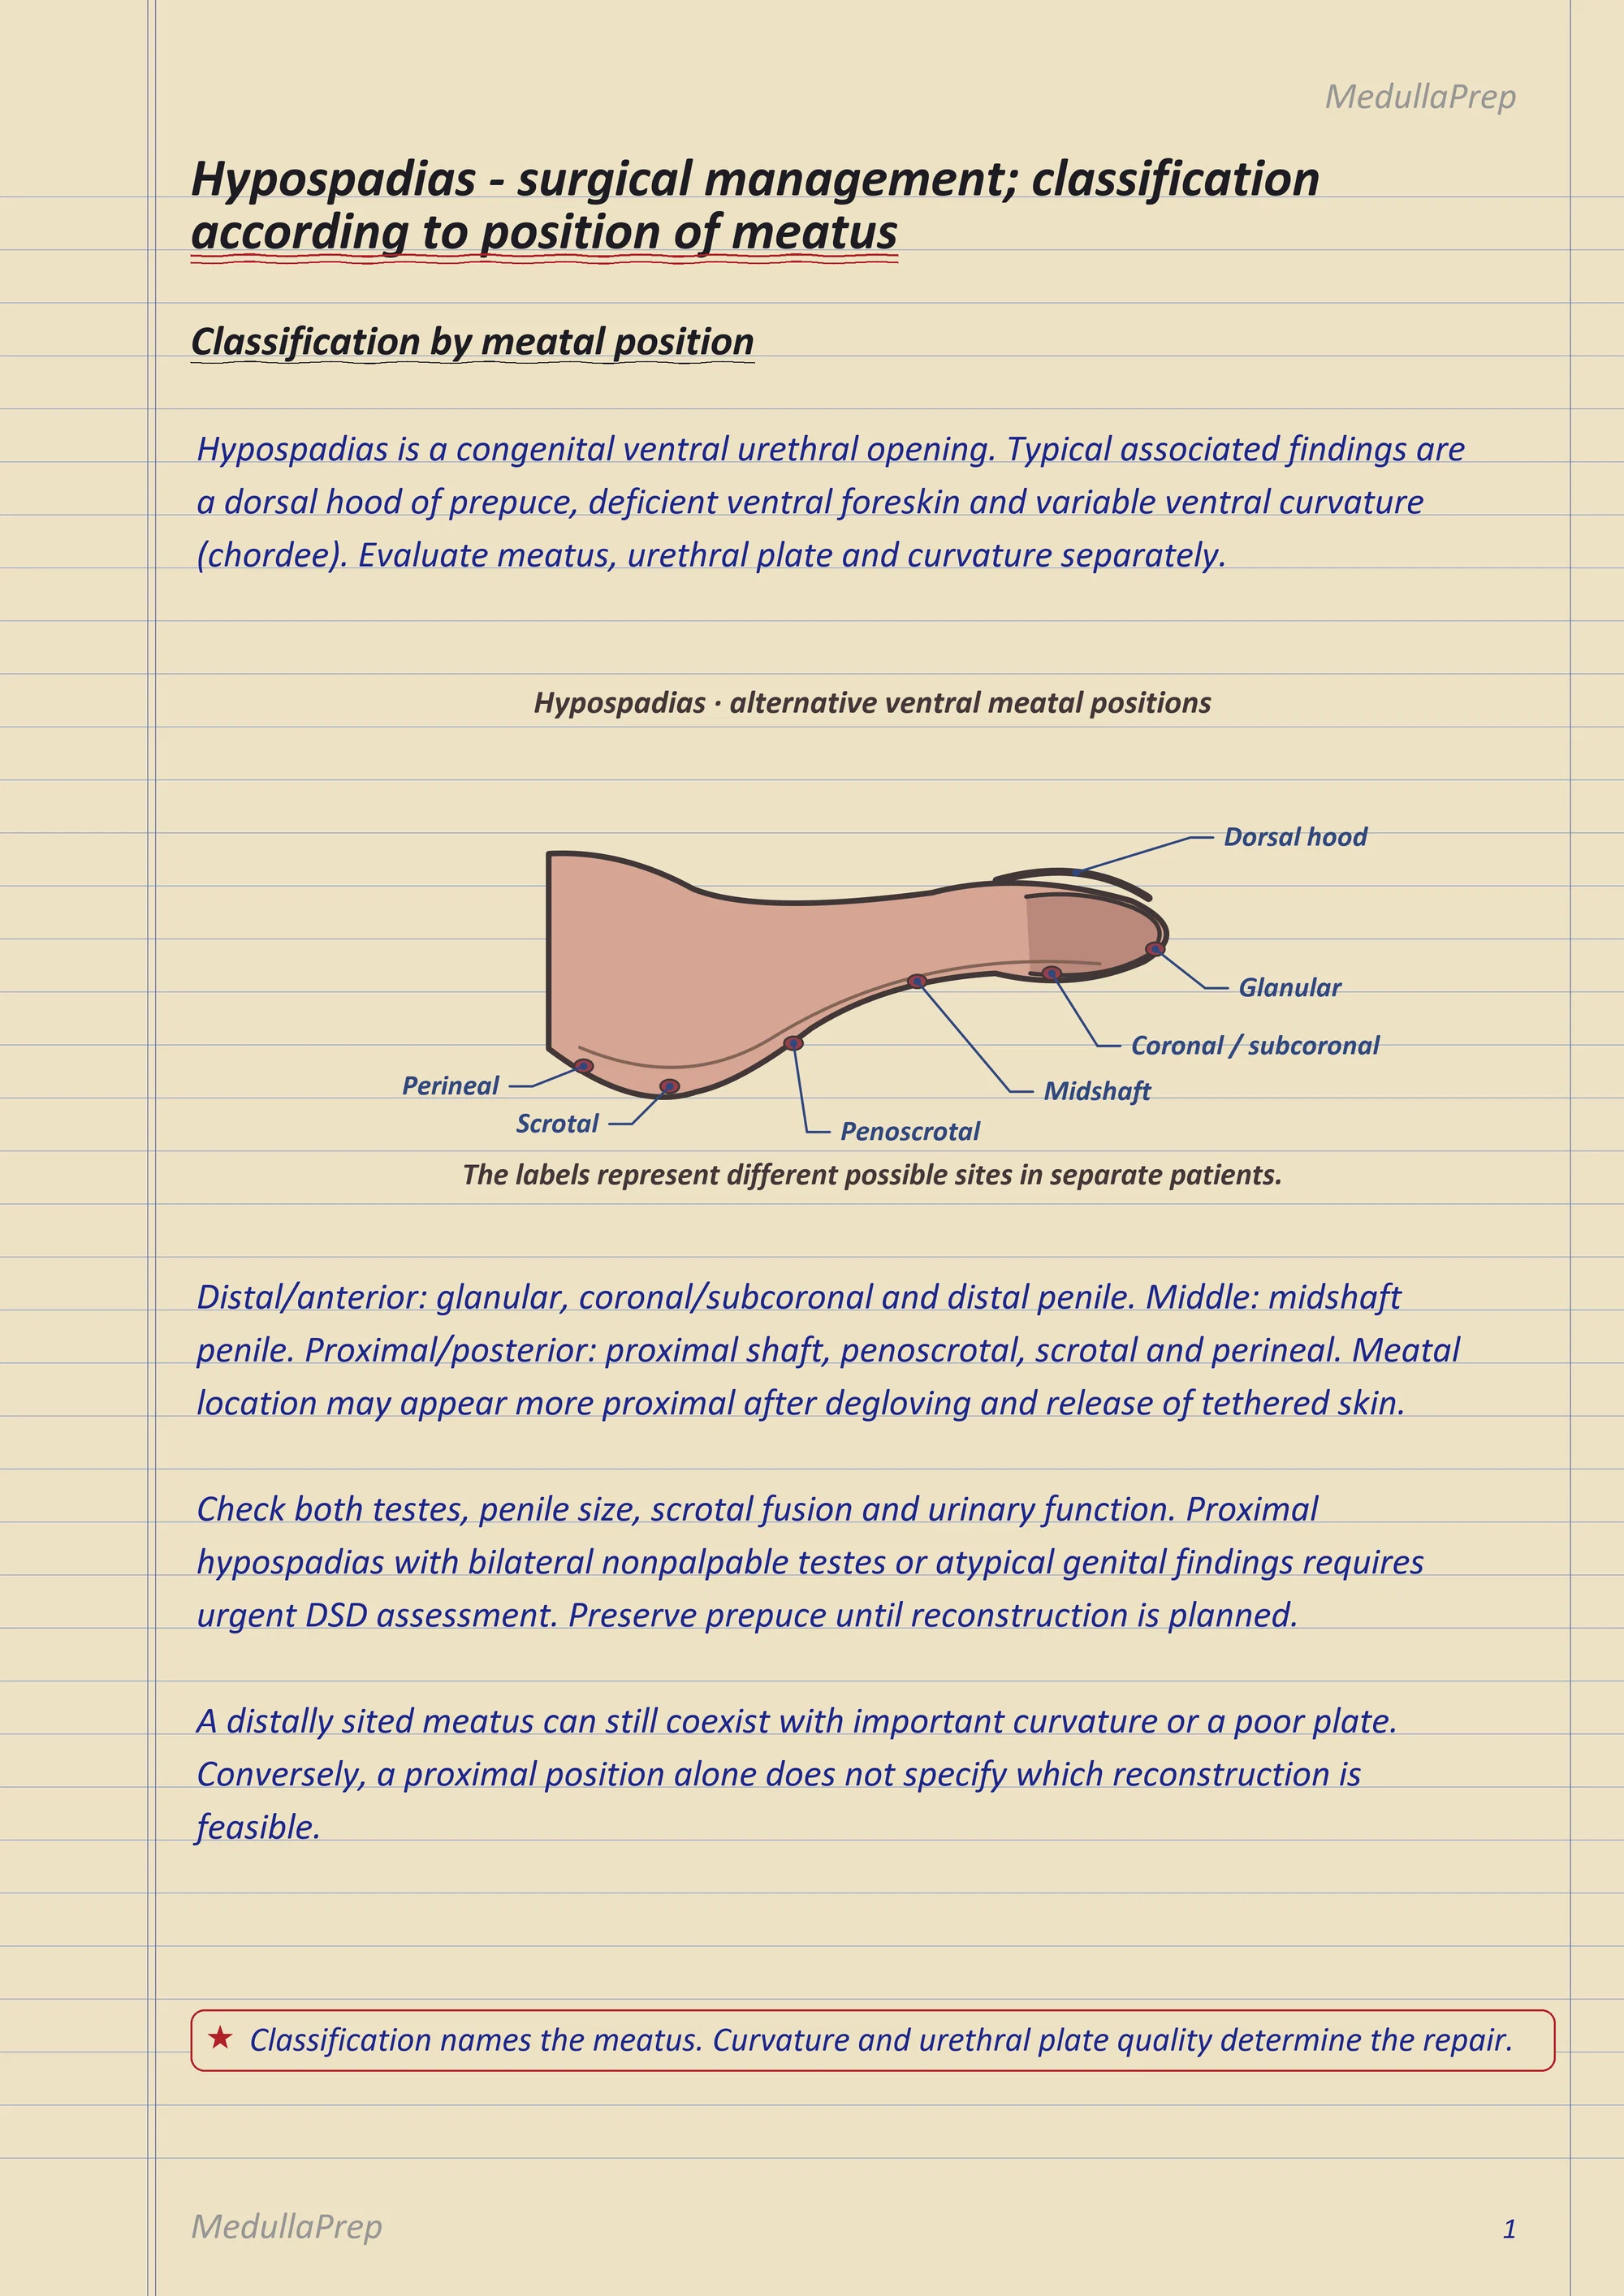 MedullaPrep
Hypospadias - surgical management; classification
according to position of meatus
Classification by meatal position
Hypospadias is a congenital ventral urethral opening. Typical associated findings are
a dorsal hood of prepuce, deficient ventral foreskin and variable ventral curvature
(chordee). Evaluate meatus, urethral plate and curvature separately.
Hypospadias · alternative ventral meatal positions
Dorsal hood
Glanular
Coronal / subcoronal
Midshaft
Perineal
Scrotal
Penoscrotal
The labels represent different possible sites in separate patients.
Distal/anterior: glanular, coronal/subcoronal and distal penile. Middle: midshaft
penile. Proximal/posterior: proximal shaft, penoscrotal, scrotal and perineal. Meatal
location may appear more proximal after degloving and release of tethered skin.
Check both testes, penile size, scrotal fusion and urinary function. Proximal
hypospadias with bilateral nonpalpable testes or atypical genital findings requires
urgent DSD assessment. Preserve prepuce until reconstruction is planned.
A distally sited meatus can still coexist with important curvature or a poor plate.
Conversely, a proximal position alone does not specify which reconstruction is
feasible.
★ Classification names the meatus. Curvature and urethral plate quality determine the repair.
MedullaPrep
1